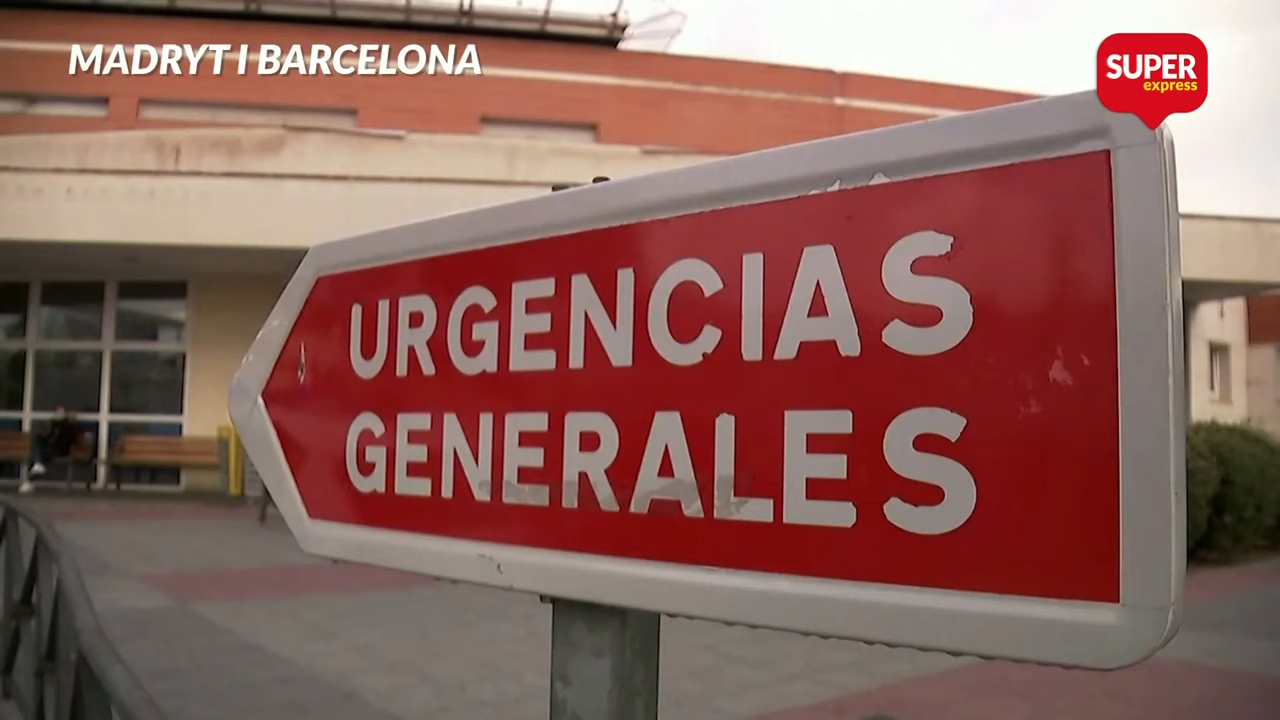 MADRYT I BARCELONA
SUPER
express
URGENCIAS
GENERALES